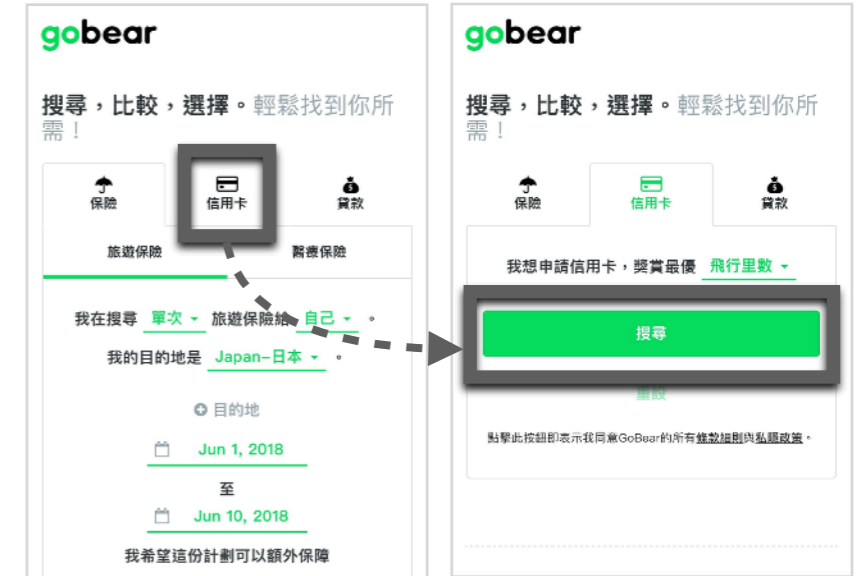 gobear
搜尋，比較，選擇。輕鬆找到你所
需！
保險
信用卡
貸款
旅遊保險
醫療保險
我在搜尋 單次 旅遊保險給 自己 。
我的目的地是 Japan-日本 。
目的地
Jun 1, 2018
至
Jun 10, 2018
我希望這份計劃可以額外保障
gobear
搜尋，比較，選擇。輕鬆找到你所
需！
保險
信用卡
貸款
我想申請信用卡，獎賞最優 飛行里數
搜尋
重設
點擊此按鈕即表示我同意GoBear的所有條款細則與私隱政策。